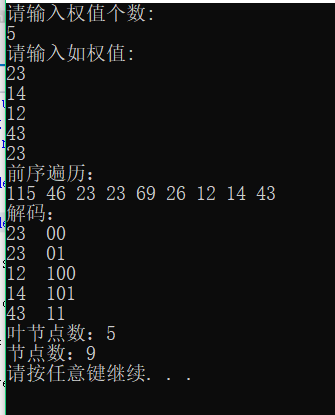 请输入权值个数:
5
请输入如权值:
23
14
12
43
23
前序遍历：
115 46 23 23 69 26 12 14 43
解码：
23 00
23 01
12 100
14 101
43 11
叶节点数：5
节点数：9
请按任意键继续. . .